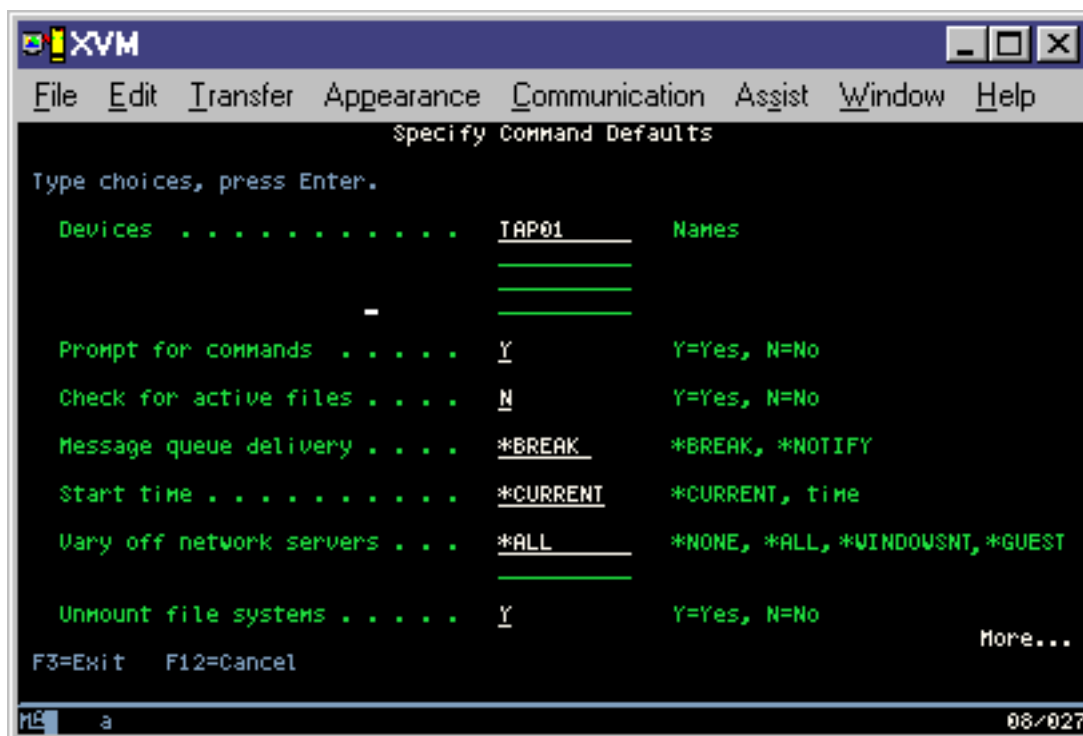 XVM
File Edit Transfer Appearance Communication Assist Window Help
Specify Command Defaults
Type choices, press Enter.
Devices . . . . . . . . . . . TAP01 Names
Prompt for commands . . . . . Y Y=Yes, N=No
Check for active files . . . . N Y=Yes, N=No
Message queue delivery . . . . *BREAK *BREAK, *NOTIFY
Start time . . . . . . . . . . *CURRENT *CURRENT, time
Vary off network servers . . . *ALL *NONE, *ALL, *WINDOWSNT, *GUEST
Unmount file systems . . . . . Y Y=Yes, N=No
More...
F3=Exit F12=Cancel
MA a 08/027